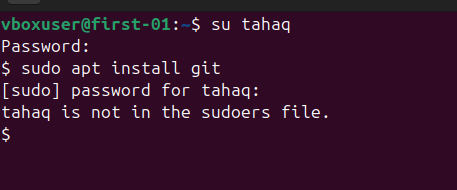 vboxuser@first-01:~$ su tahaq
Password:
$ sudo apt install git
[sudo] password for tahaq:
tahaq is not in the sudoers file.
$